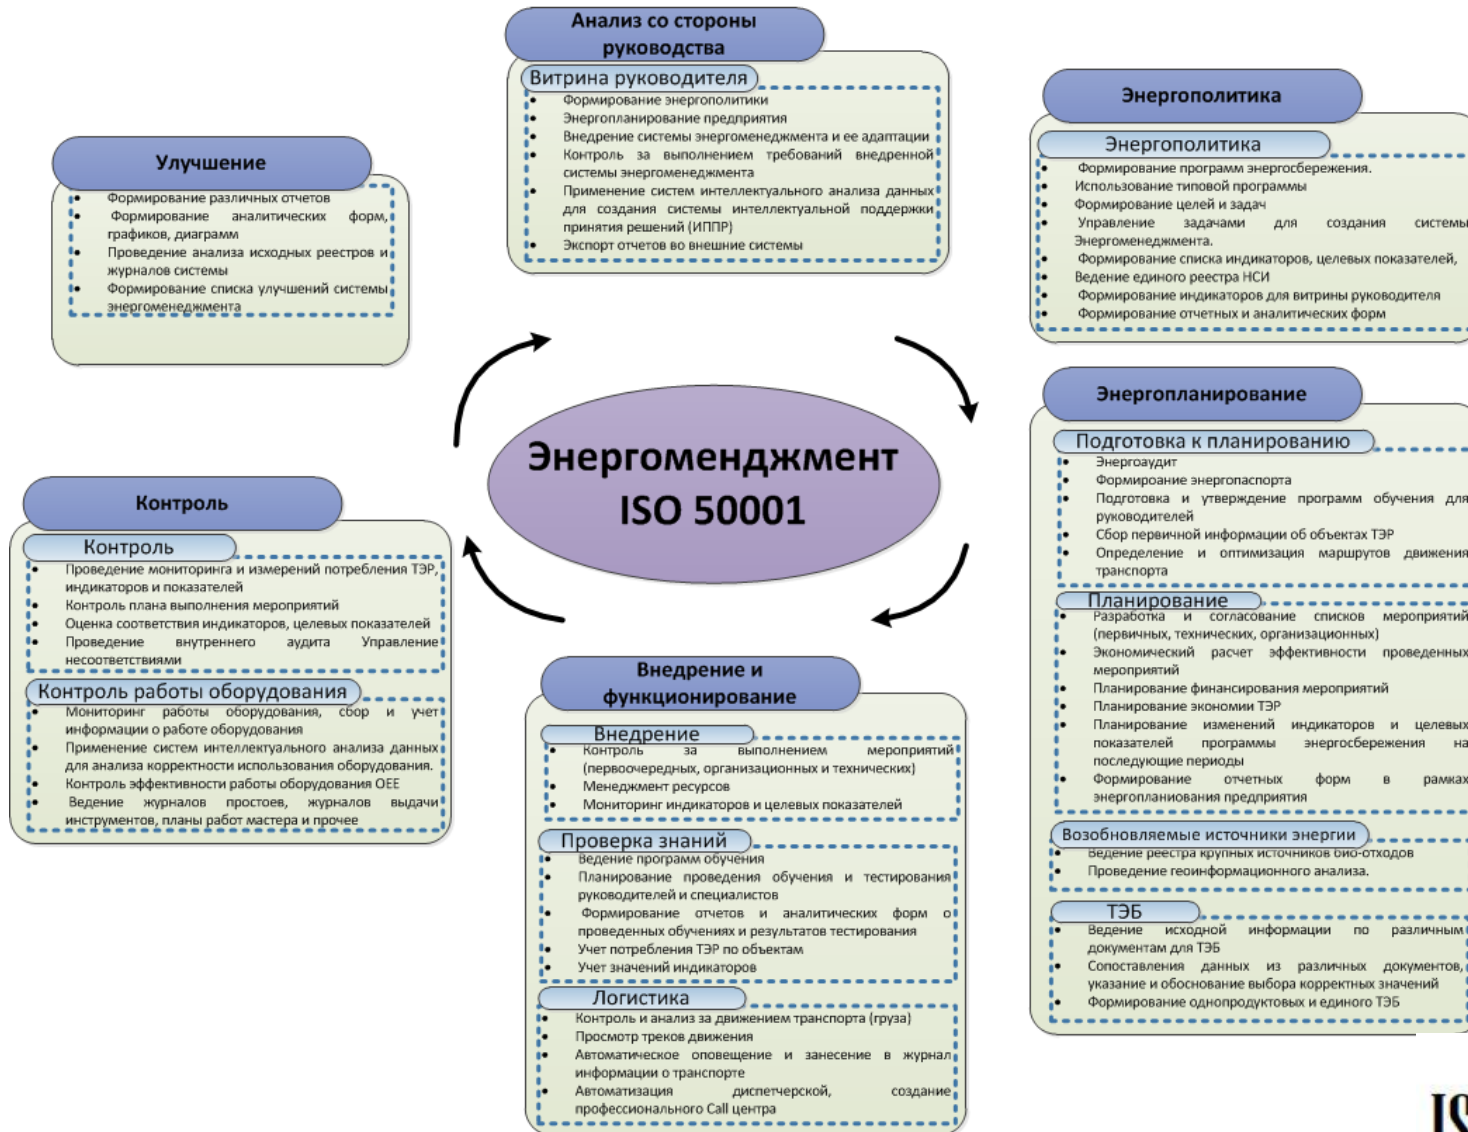 Анализ со стороны
руководства
Витрина руководителя
Формирование энергополитики
Энергопланирование предприятия
Внедрение системы энергоменеджмента и ее адаптации
Контроль за выполнением требований внедренной
системы энергоменеджмента
Применение систем интеллектуального анализа данных
для создания системы интеллектуальной поддержки
принятия решений (ИППР)
Экспорт отчетов во внешние системы
Энергополитика
Энергополитика
Формирование программ энергосбережения.
Использование типовой программы
Формирование целей и задач
Управление задачами для создания системы
Энергоменеджмента.
Формирование списка индикаторов, целевых показателей,
Ведение единого реестра НСИ
Формирование индикаторов для витрины руководителя
Формирование отчетных и аналитических форм
Улучшение
Формирование различных отчетов
Формирование аналитических форм,
графиков, диаграмм
Проведение анализа исходных реестров и
журналов системы
Формирование списка улучшений системы
энергоменеджмента
Энергоменджмент
ISO 50001
Энергопланирование
Подготовка к планированию
Энергоаудит
Формироание энергопаспорта
Подготовка и утверждение программ обучения для
руководителей
Сбор первичной информации об объектах ТЭР
Определение и оптимизация маршрутов движения
транспорта
Планирование
Разработка и согласование списков мероприятий
(первичных, технических, организационных)
Экономический расчет эффективности проведенных
мероприятий
Планирование финансирования мероприятий
Планирование экономии ТЭР
Планирование изменений индикаторов и целевых
показателей программы энергосбережения на
последующие периоды
Формирование отчетных форм в рамках
энергопланиования предприятия
Возобновляемые источники энергии
Ведение реестра крупных источников био-отходов
Проведение геоинформационного анализа.
ТЭБ
Ведение исходной информации по различным
документам для ТЭБ
Сопоставления данных из различных документов,
указание и обоснование выбора корректных значений
Формирование однопродуктовых и единого ТЭБ
Контроль
Контроль
Проведение мониторинга и измерений потребления ТЭР,
индикаторов и показателей
Контроль плана выполнения мероприятий
Оценка соответствия индикаторов, целевых показателей
Проведение внутреннего аудита Управление
несоответствиями
Контроль работы оборудования
Мониторинг работы оборудования, сбор и учет
информации о работе оборудования
Применение систем интеллектуального анализа данных
для анализа корректности использования оборудования.
Контроль эффективности работы оборудования ОЕЕ
Ведение журналов простоев, журналов выдачи
инструментов, планы работ мастера и прочее
Внедрение и
функционирование
Внедрение
Контроль за выполнением мероприятий
(первоочередных, организационных и технических)
Менеджмент ресурсов
Мониторинг индикаторов и целевых показателей
Проверка знаний
Ведение программ обучения
Планирование проведения обучения и тестирования
руководителей и специалистов
Формирование отчетов и аналитических форм о
проведенных обучениях и результатов тестирования
Учет потребления ТЭР по объектам
Учет значений индикаторов
Логистика
Контроль и анализ за движением транспорта (груза)
Просмотр треков движения
Автоматическое оповещение и занесение в журнал
информации о транспорте
Автоматизация диспетчерской, создание
профессионального Call центра